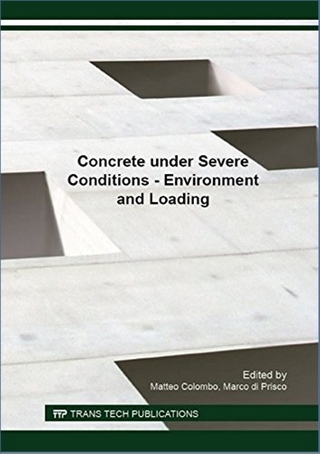 Concrete under Severe
Conditions - Environment
and Loading
Edited by
Matteo Colombo, Marco di Prisco
TTP TRANS TECH PUBLICATIONS